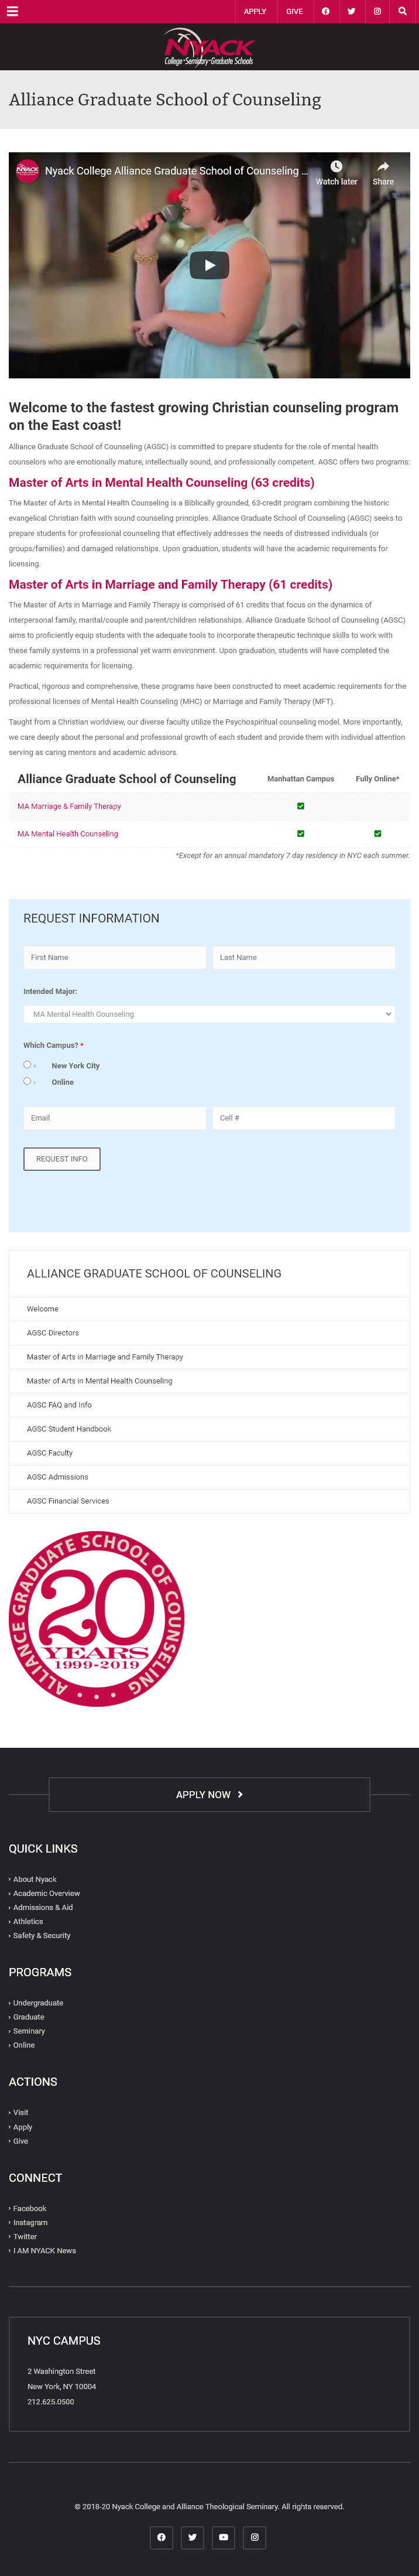 APPLY
GIVE
NYACK
College • Seminary • Graduate Schools
Alliance Graduate School of Counseling
Nyack College Alliance Graduate School of Counseling ...
Watch later
Share
Welcome to the fastest growing Christian counseling program
on the East coast!
Alliance Graduate School of Counseling (AGSC) is committed to prepare students for the role of mental health
counselors who are emotionally mature, intellectually sound, and professionally competent. AGSC offers two programs:
Master of Arts in Mental Health Counseling (63 credits)
The Master of Arts in Mental Health Counseling is a Biblically grounded, 63-credit program combining the historic
evangelical Christian faith with sound counseling principles. Alliance Graduate School of Counseling (AGSC) seeks to
prepare students for professional counseling that effectively addresses the needs of distressed individuals (or
groups/families) and damaged relationships. Upon graduation, students will have the academic requirements for
licensing.
Master of Arts in Marriage and Family Therapy (61 credits)
The Master of Arts in Marriage and Family Therapy is comprised of 61 credits that focus on the dynamics of
interpersonal family, marital/couple and parent/children relationships. Alliance Graduate School of Counseling (AGSC)
aims to proficiently equip students with the adequate tools to incorporate therapeutic technique skills to work with
these family systems in a professional yet warm environment. Upon graduation, students will have completed the
academic requirements for licensing.
Practical, rigorous and comprehensive, these programs have been constructed to meet academic requirements for the
professional licenses of Mental Health Counseling (MHC) or Marriage and Family Therapy (MFT).
Taught from a Christian worldview, our diverse faculty utilize the Psychospiritual counseling model. More importantly, we
care deeply about the personal and professional growth of each student and provide them with individual attention
serving as caring mentors and academic advisors.
Alliance Graduate School of Counseling Manhattan Campus Fully Online*
MA Marriage & Family Therapy
MA Mental Health Counseling
*Except for an annual mandatory 7 day residency in NYC each summer.
REQUEST INFORMATION
First Name Last Name
Intended Major:
MA Mental Health Counseling
Which Campus? *
New York City
Online
Email Cell #
REQUEST INFO
ALLIANCE GRADUATE SCHOOL OF COUNSELING
Welcome
AGSC Directors
Master of Arts in Marriage and Family Therapy
Master of Arts in Mental Health Counseling
AGSC FAQ and Info
AGSC Student Handbook
AGSC Faculty
AGSC Admissions
AGSC Financial Services
ALLIANCE GRADUATE SCHOOL OF COUNSELING
20
YEARS
1999-2019
APPLY NOW
QUICK LINKS
About Nyack
Academic Overview
Admissions & Aid
Athletics
Safety & Security
PROGRAMS
Undergraduate
Graduate
Seminary
Online
ACTIONS
Visit
Apply
Give
CONNECT
Facebook
Instagram
Twitter
I AM NYACK News
NYC CAMPUS
2 Washington Street
New York, NY 10004
212.625.0500
© 2018-20 Nyack College and Alliance Theological Seminary. All rights reserved.